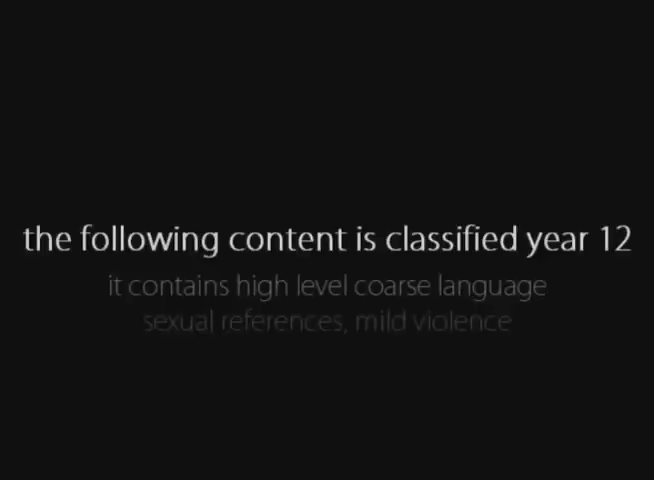 the following content is classified year 12
it contains high level coarse language
sexual references, mild violence